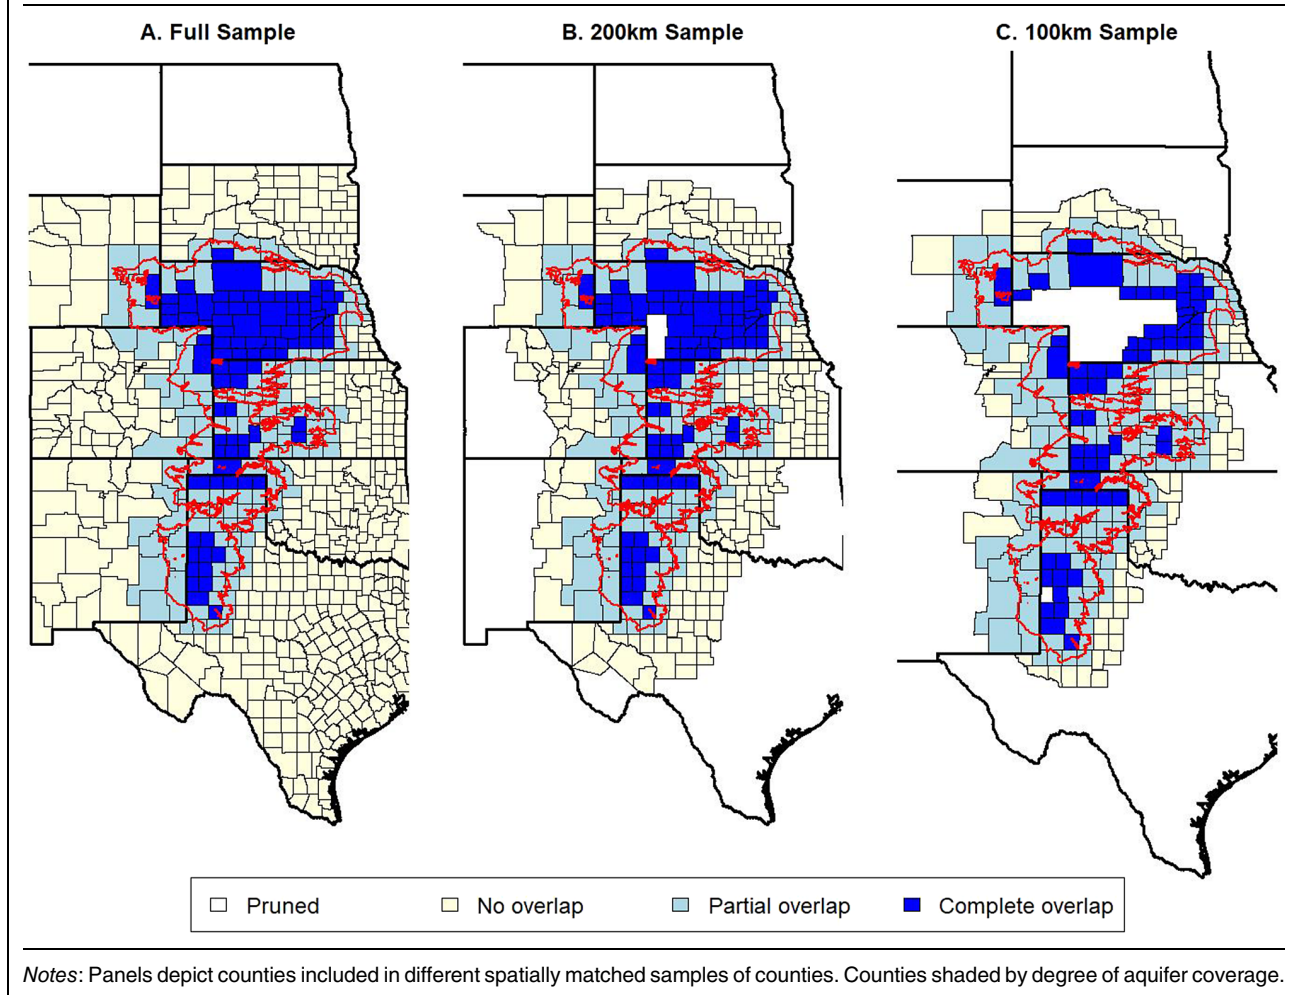 A. Full Sample
B. 200km Sample
C. 100km Sample
Pruned
No overlap
Partial overlap
Complete overlap
Notes: Panels depict counties included in different spatially matched samples of counties. Counties shaded by degree of aquifer coverage.